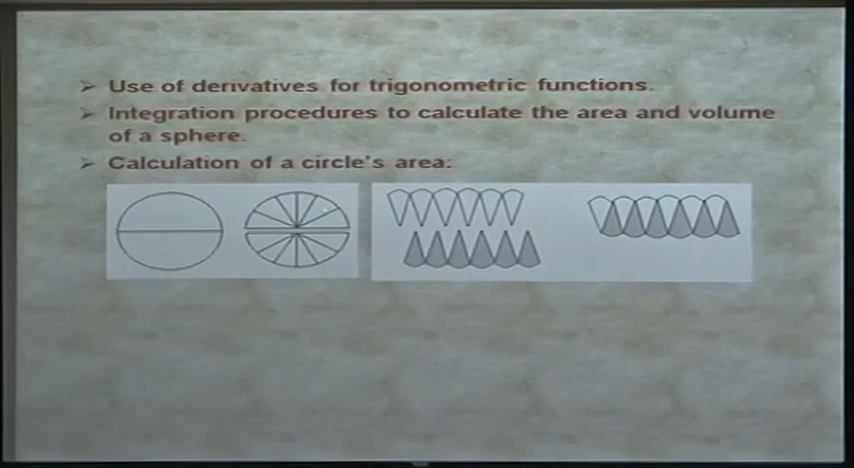 Use of derivatives for trigonometric functions.
Integration procedures to calculate the area and volume
of a sphere.
Calculation of a circle's area: